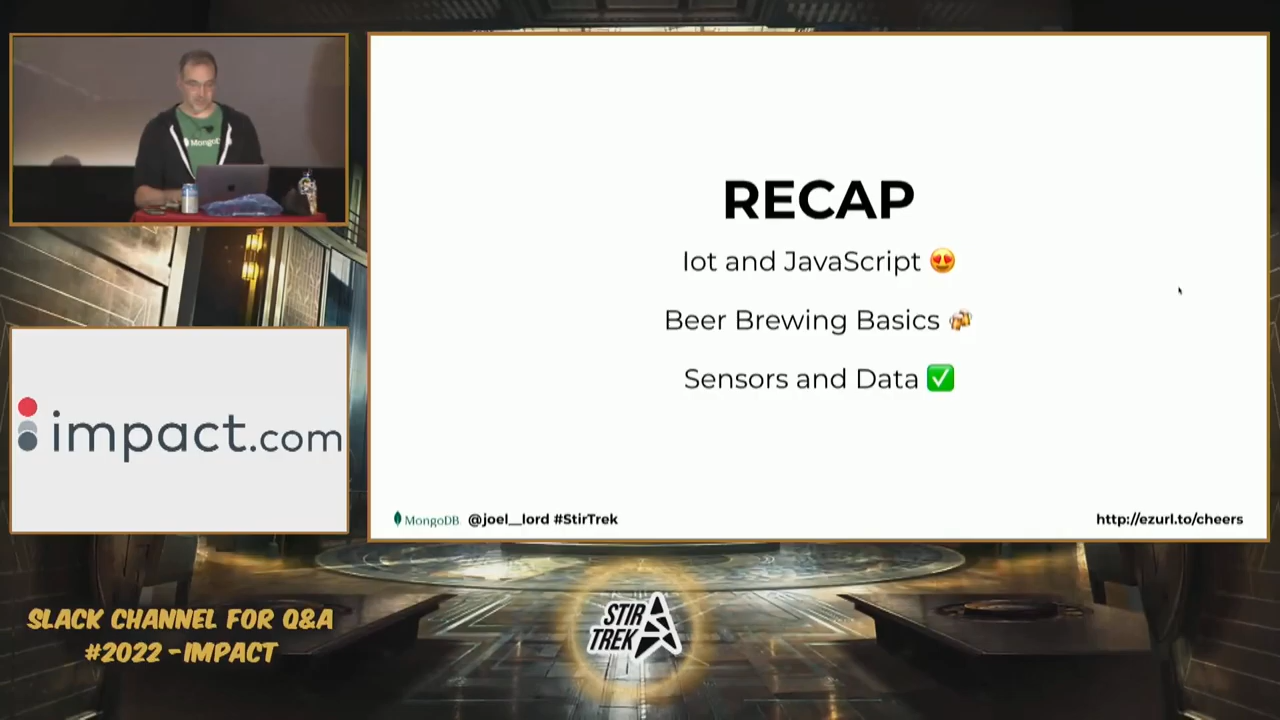 MongoDB
RECAP
Iot and JavaScript 😍
Beer Brewing Basics 🍻
Sensors and Data ✅
MongoDB @joel__lord #StirTrek
http://ezurl.to/cheers
impact.com
SLACK CHANNEL FOR Q&A
#2022 - IMPACT
STIR
TREK